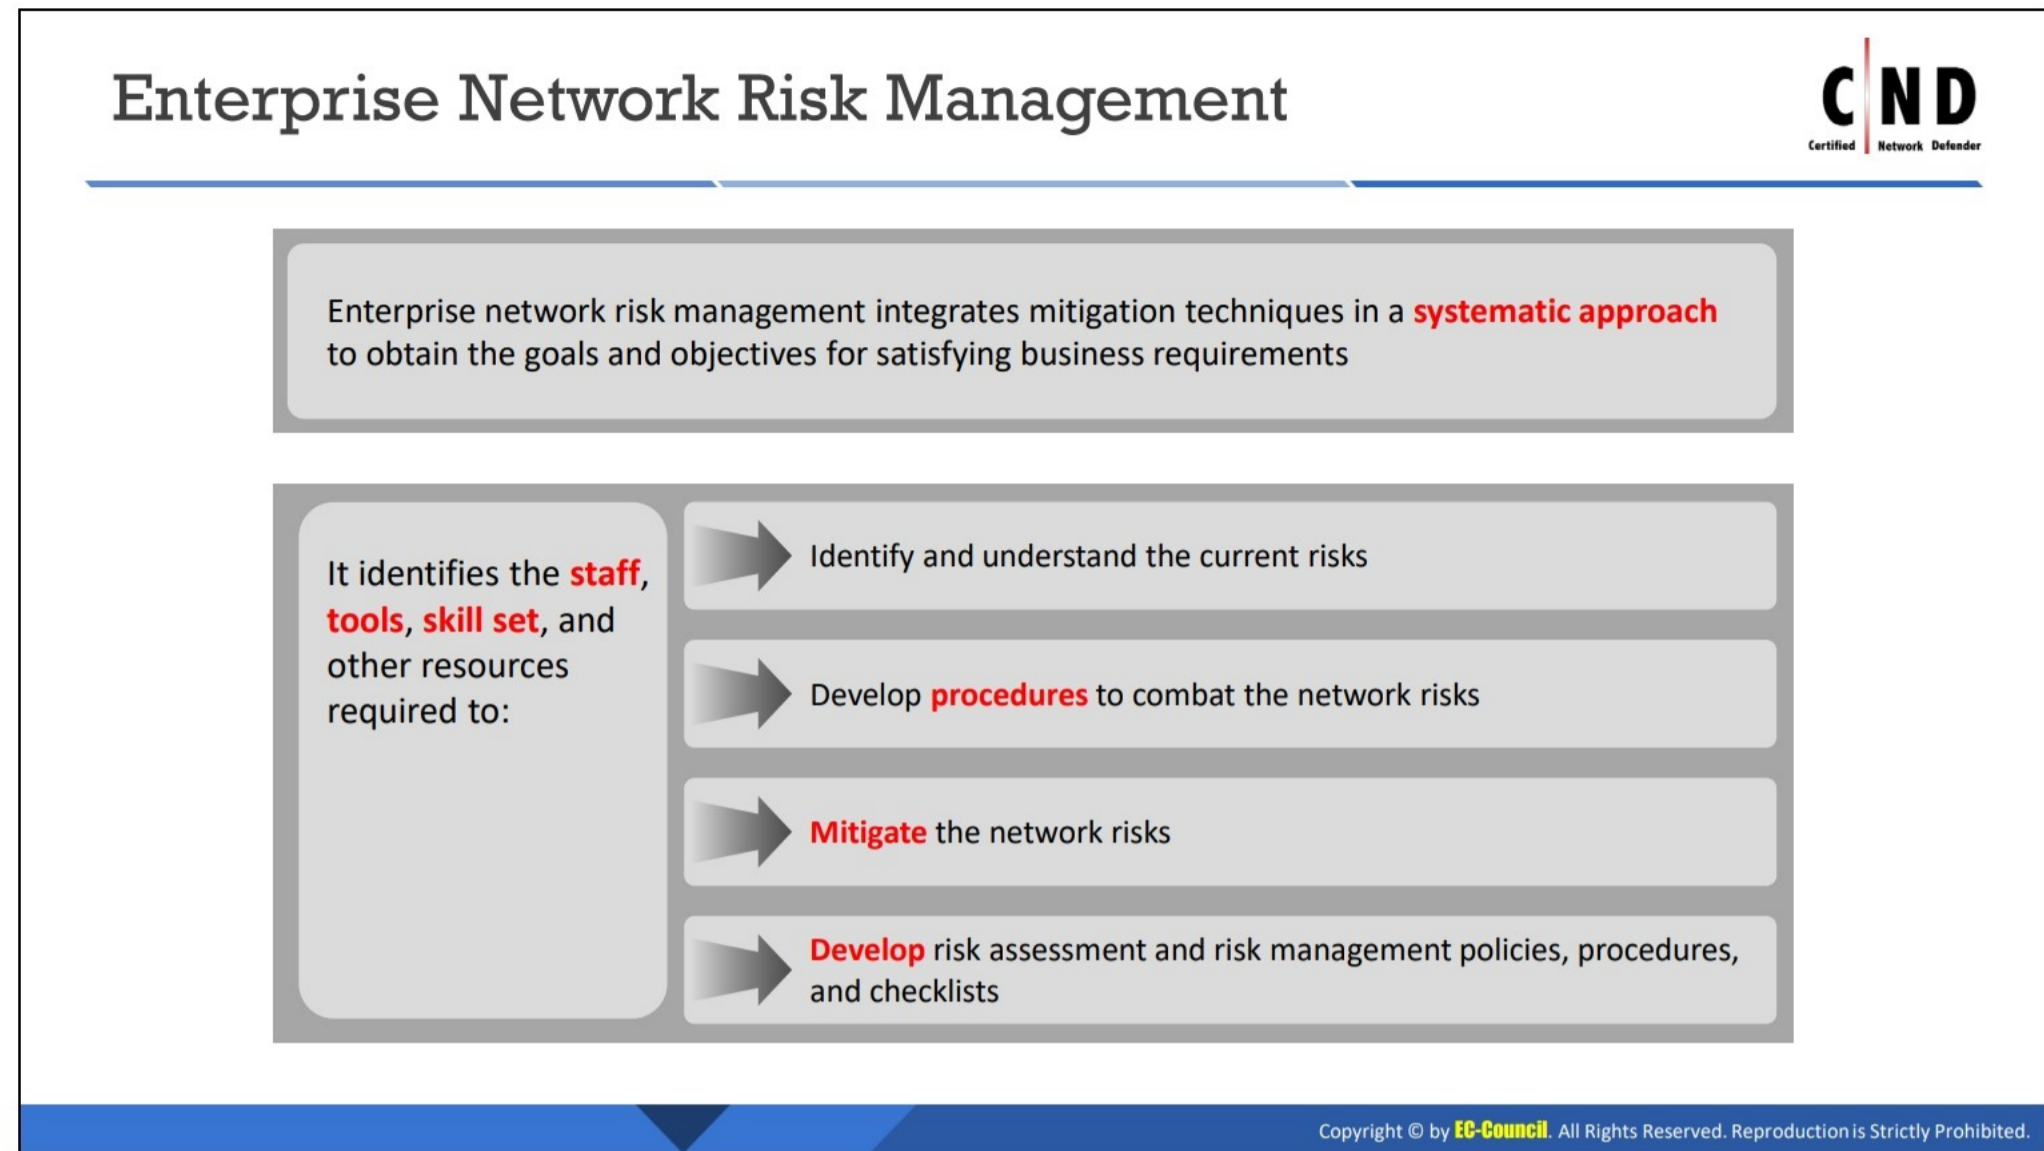 Enterprise Network Risk Management
C ND
Certified Network Defender
Enterprise network risk management integrates mitigation techniques in a systematic approach
to obtain the goals and objectives for satisfying business requirements
It identifies the staff,
tools, skill set, and
other resources
required to:
Identify and understand the current risks
Develop procedures to combat the network risks
Mitigate the network risks
Develop risk assessment and risk management policies, procedures,
and checklists
Copyright © by EC-Council. All Rights Reserved. Reproduction is Strictly Prohibited.